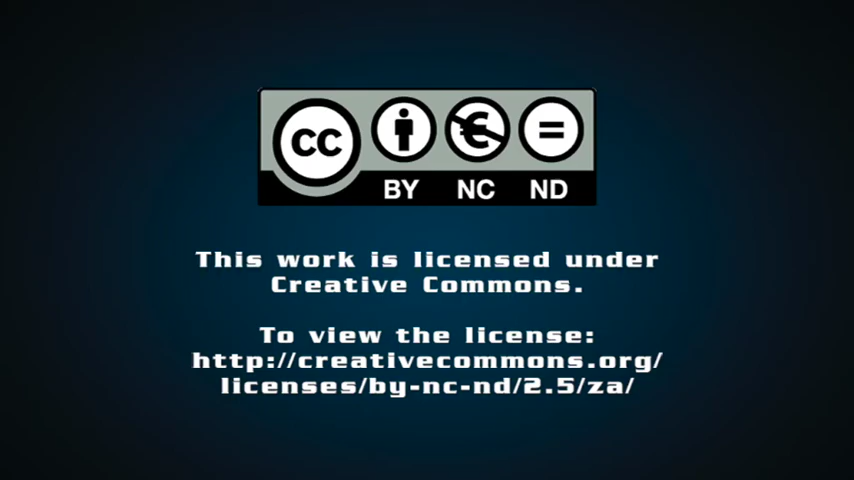 CC
BY NC ND
This work is licensed under
Creative Commons.
To view the license:
http://creativecommons.org/
licenses/by-nc-nd/2.5/za/